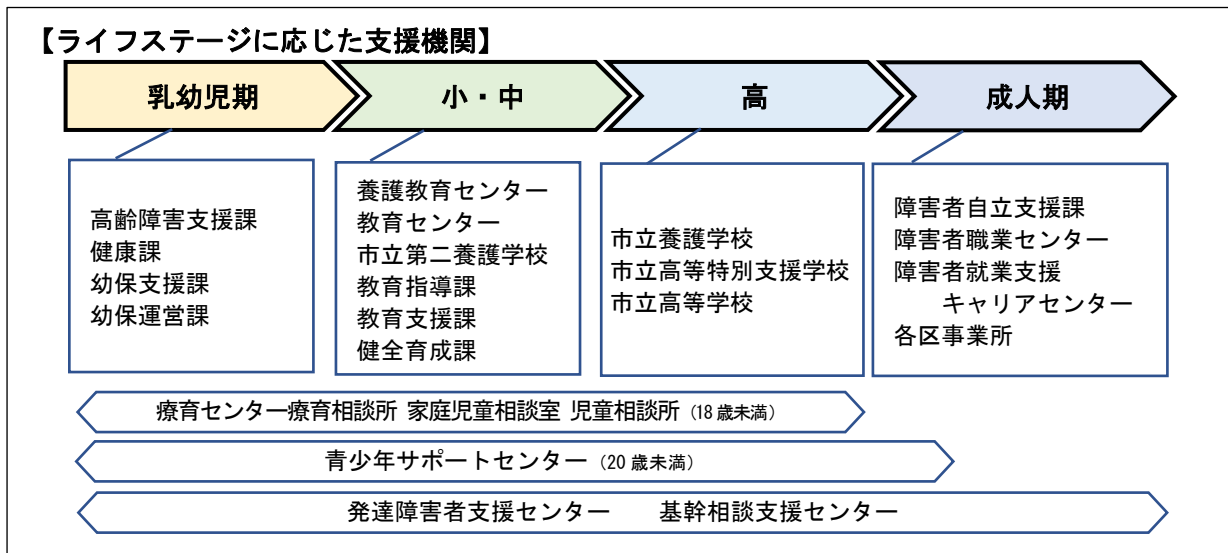 【ライフステージに応じた支援機関】
乳幼児期
小・中
高
成人期
高齢障害支援課
健康課
幼保支援課
幼保運営課
養護教育センター
教育センター
市立第二養護学校
教育指導課
教育支援課
健全育成課
市立養護学校
市立高等特別支援学校
市立高等学校
障害者自立支援課
障害者職業センター
障害者就業支援
キャリアセンター
各区事業所
療育センター療育相談所 家庭児童相談室 児童相談所（18歳未満）
青少年サポートセンター（20歳未満）
発達障害者支援センター　基幹相談支援センター